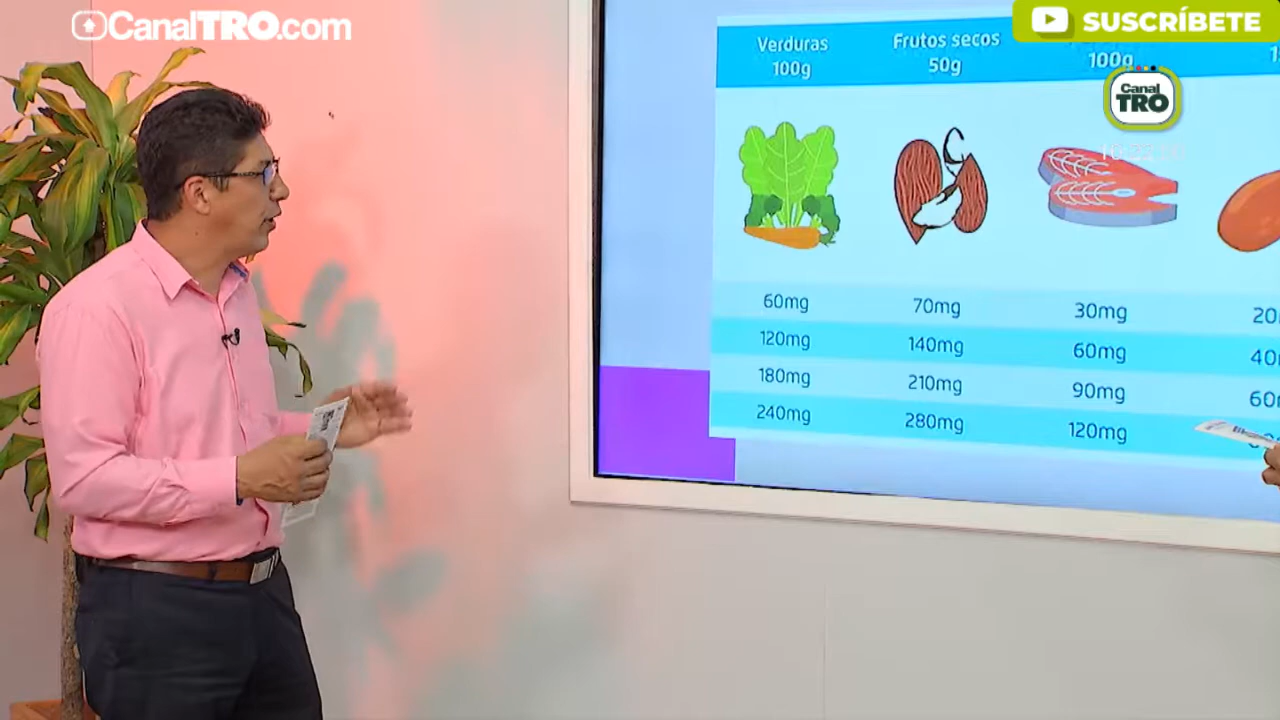 CanalTRO.com
SUSCRÍBETE
Canal
TRO
Verduras
100g
Frutos secos
50g
100g
60mg 70mg 30mg
120mg 140mg 60mg
180mg 210mg 90mg
240mg 280mg 120mg